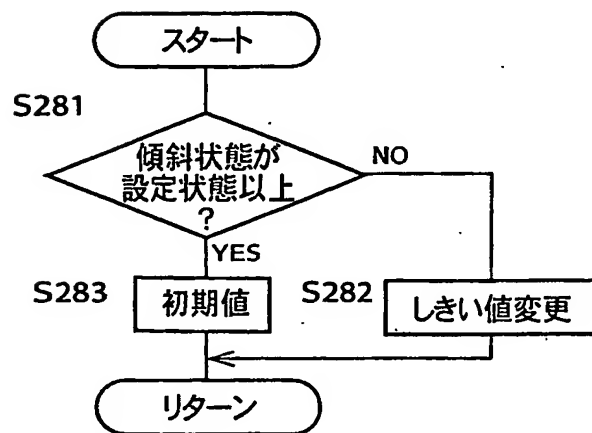 スタート
S281
傾斜状態が
設定状態以上
?
NO
YES
S283
初期値
S282
しきい値変更
リターン